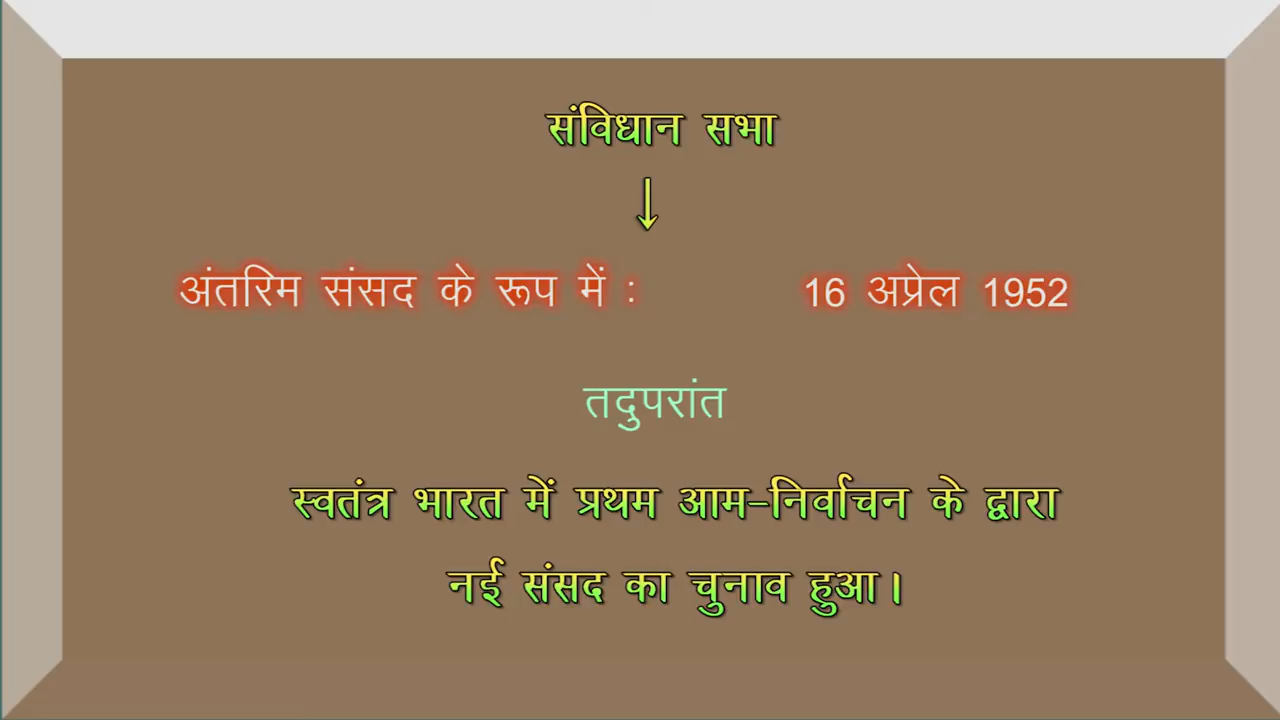 संविधान सभा
↓
अंतरिम संसद के रूप में : 16 अप्रेल 1952
तदुपरांत
स्वतंत्र भारत में प्रथम आम-निर्वाचन के द्वारा
नई संसद का चुनाव हुआ।